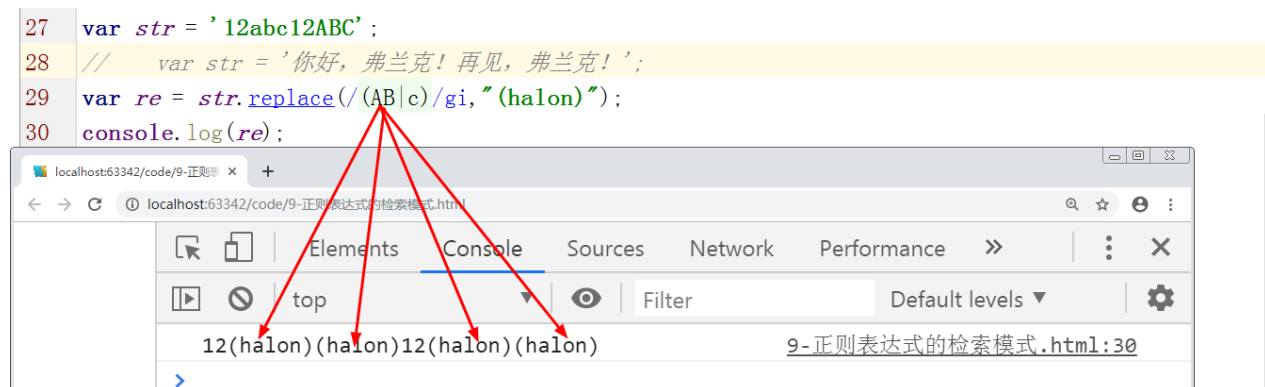 27 var str = '12abc12ABC';
28 // var str = '你好，弗兰克！再见，弗兰克！';
29 var re = str.replace(/(AB|c)/gi,"(halon)");
30 console.log(re);
localhost:63342/code/9-正则表
localhost:63342/code/9-正则表达式的检索模式.html
Elements Console Sources Network Performance
top Filter Default levels
12(halon)(halon)12(halon)(halon) 9-正则表达式的检索模式.html:30